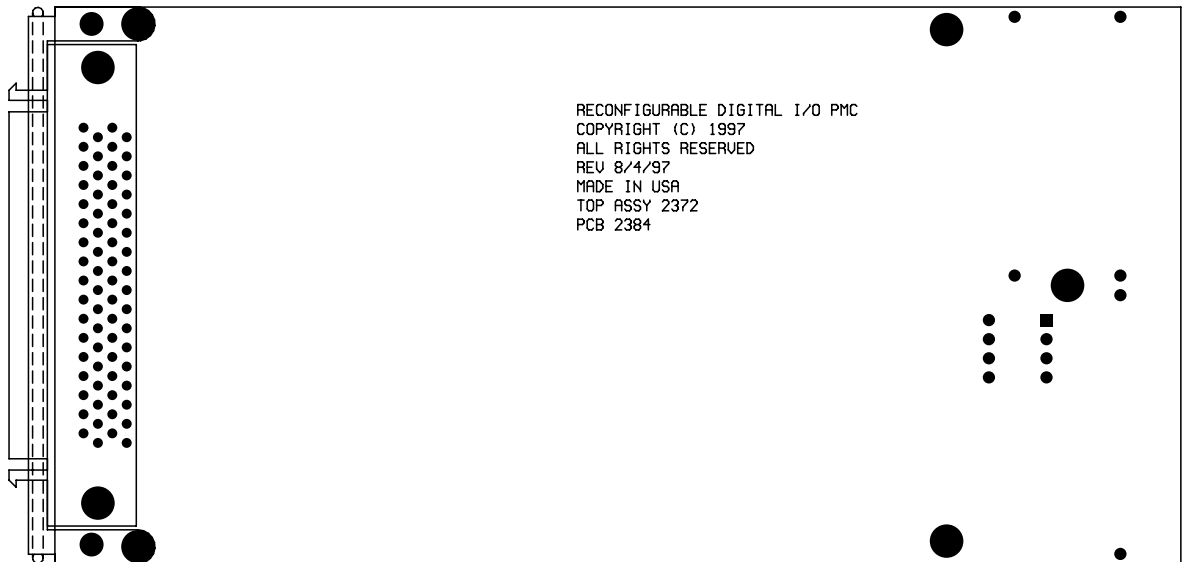 RECONFIGURABLE DIGITAL I/O PMC
COPYRIGHT (C) 1997
ALL RIGHTS RESERVED
REV 8/4/97
MADE IN USA
TOP ASSY 2372
PCB 2384